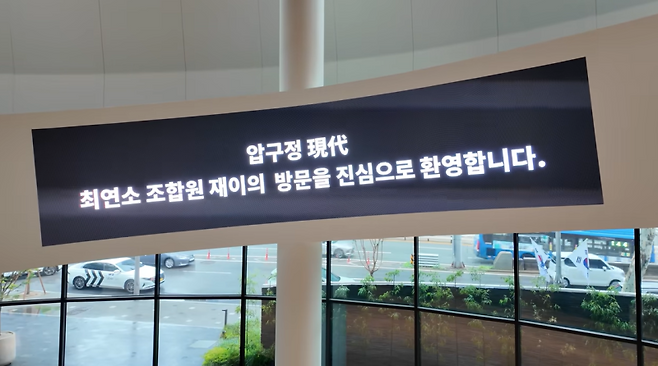 압구정 現代
최연소 조합원 재이의 방문을 진심으로 환영합니다.